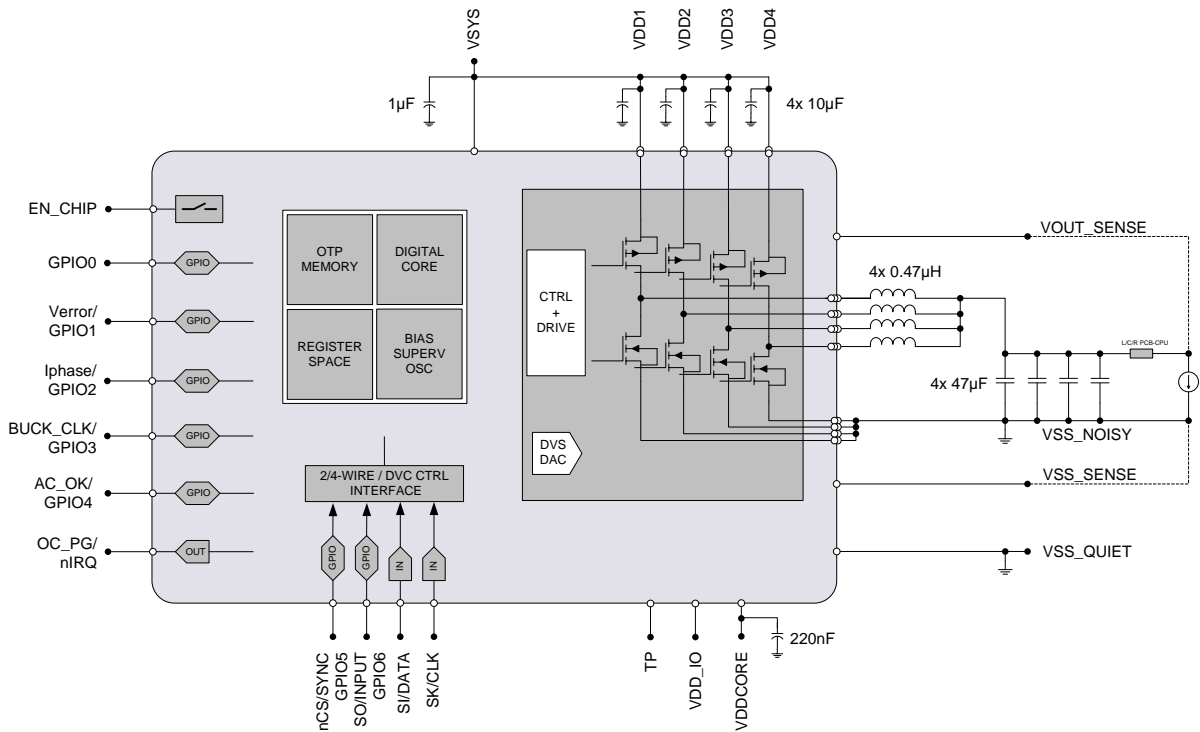 VSYS
VDD1
VDD2
VDD3
VDD4
1µF
4x 10µF
EN_CHIP
GPIO0
GPIO
Verror/
GPIO1
GPIO
Iphase/
GPIO2
GPIO
BUCK_CLK/
GPIO3
GPIO
AC_OK/
GPIO4
GPIO
OC_PG/
nIRQ
OUT
OTP
MEMORY
DIGITAL
CORE
REGISTER
SPACE
BIAS
SUPERV
OSC
2/4-WIRE / DVC CTRL
INTERFACE
GPIO
GPIO
IN
IN
nCS/SYNC
GPIO5
SO/INPUT
GPIO6
SI/DATA
SK/CLK
CTRL
+
DRIVE
DVS
DAC
VOUT_SENSE
4x 0.47µH
L/C/R PCB-CPU
4x 47µF
VSS_NOISY
VSS_SENSE
VSS_QUIET
TP
VDD_IO
VDDCORE
220nF